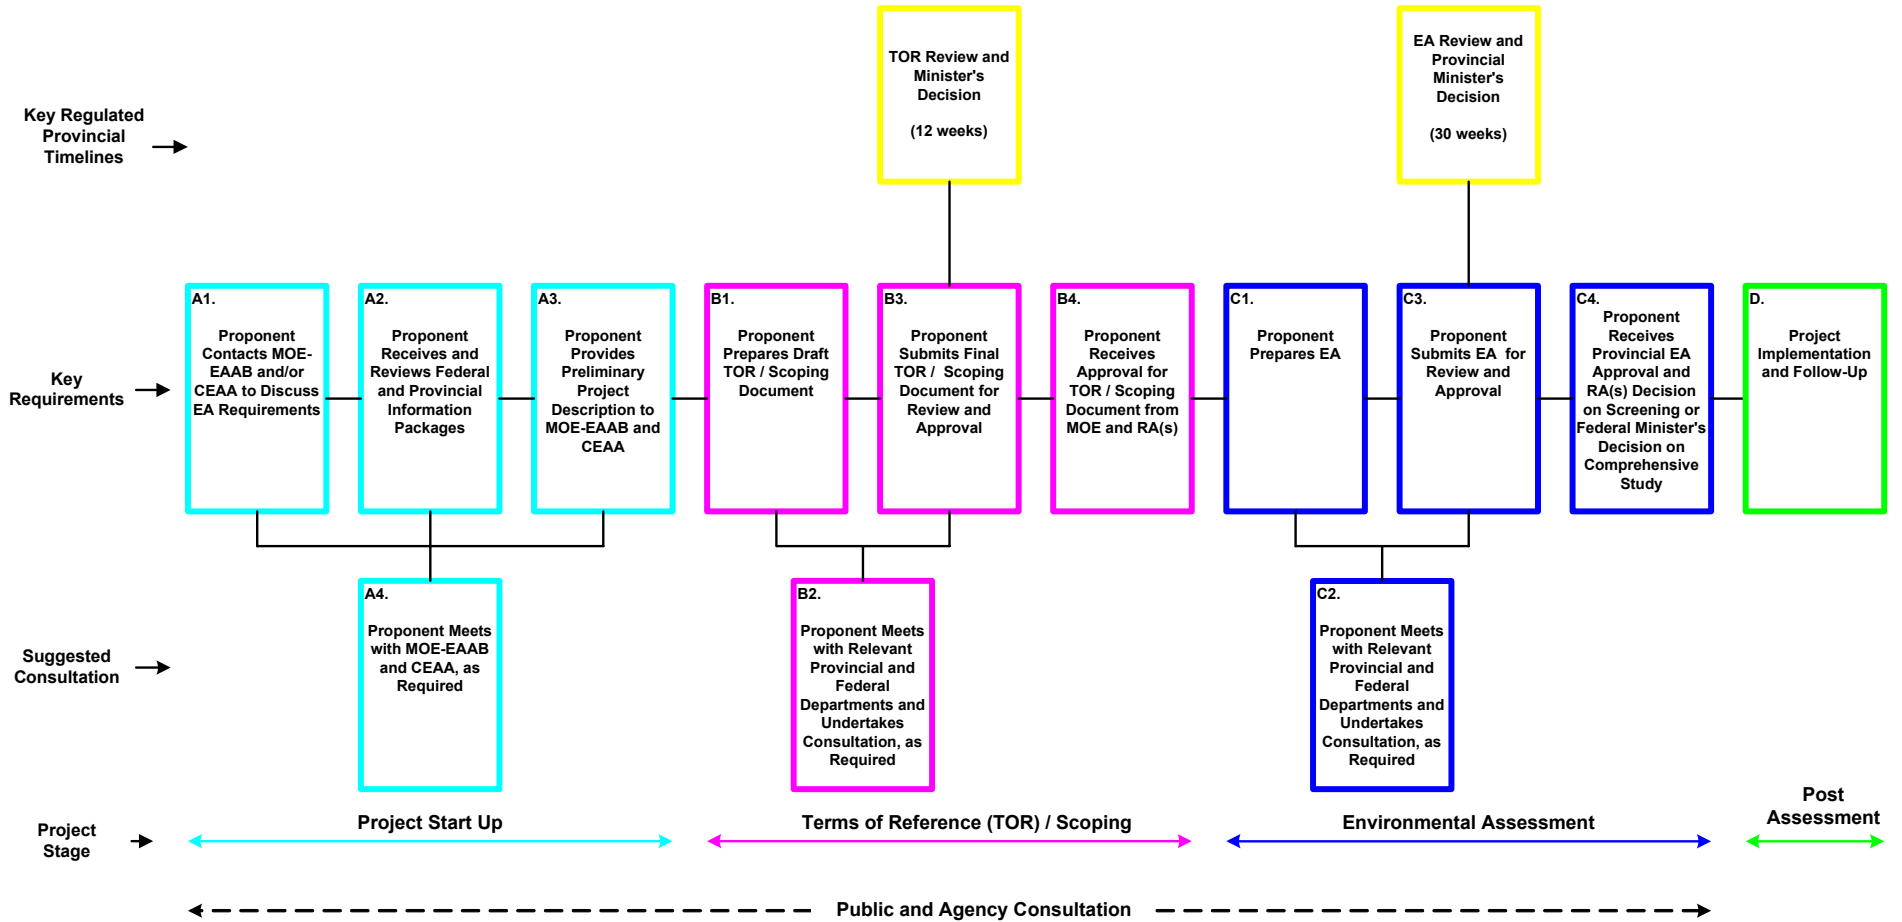 TOR Review and
Minister's
Decision
(12 weeks)
EA Review and
Provincial
Minister's
Decision
(30 weeks)
Key Regulated
Provincial
Timelines
Key
Requirements
A1.
Proponent
Contacts MOE-
EAAB and/or
CEAA to Discuss
EA Requirements
A2.
Proponent
Receives and
Reviews Federal
and Provincial
Information
Packages
A3.
Proponent
Provides
Preliminary
Project
Description to
MOE-EAAB and
CEAA
B1.
Proponent
Prepares Draft
TOR / Scoping
Document
B3.
Proponent
Submits Final
TOR / Scoping
Document for
Review and
Approval
B4.
Proponent
Receives
Approval for
TOR / Scoping
Document from
MOE and RA(s)
C1.
Proponent
Prepares EA
C3.
Proponent
Submits EA for
Review and
Approval
C4.
Proponent
Receives
Provincial EA
Approval and
RA(s) Decision
on Screening or
Federal Minister's
Decision on
Comprehensive
Study
D.
Project
Implementation
and Follow-Up
Suggested
Consultation
A4.
Proponent Meets
with MOE-EAAB
and CEAA, as
Required
B2.
Proponent Meets
with Relevant
Provincial and
Federal
Departments and
Undertakes
Consultation, as
Required
C2.
Proponent Meets
with Relevant
Provincial and
Federal
Departments and
Undertakes
Consultation, as
Required
Project
Stage
Project Start Up
Terms of Reference (TOR) / Scoping
Environmental Assessment
Post
Assessment
Public and Agency Consultation